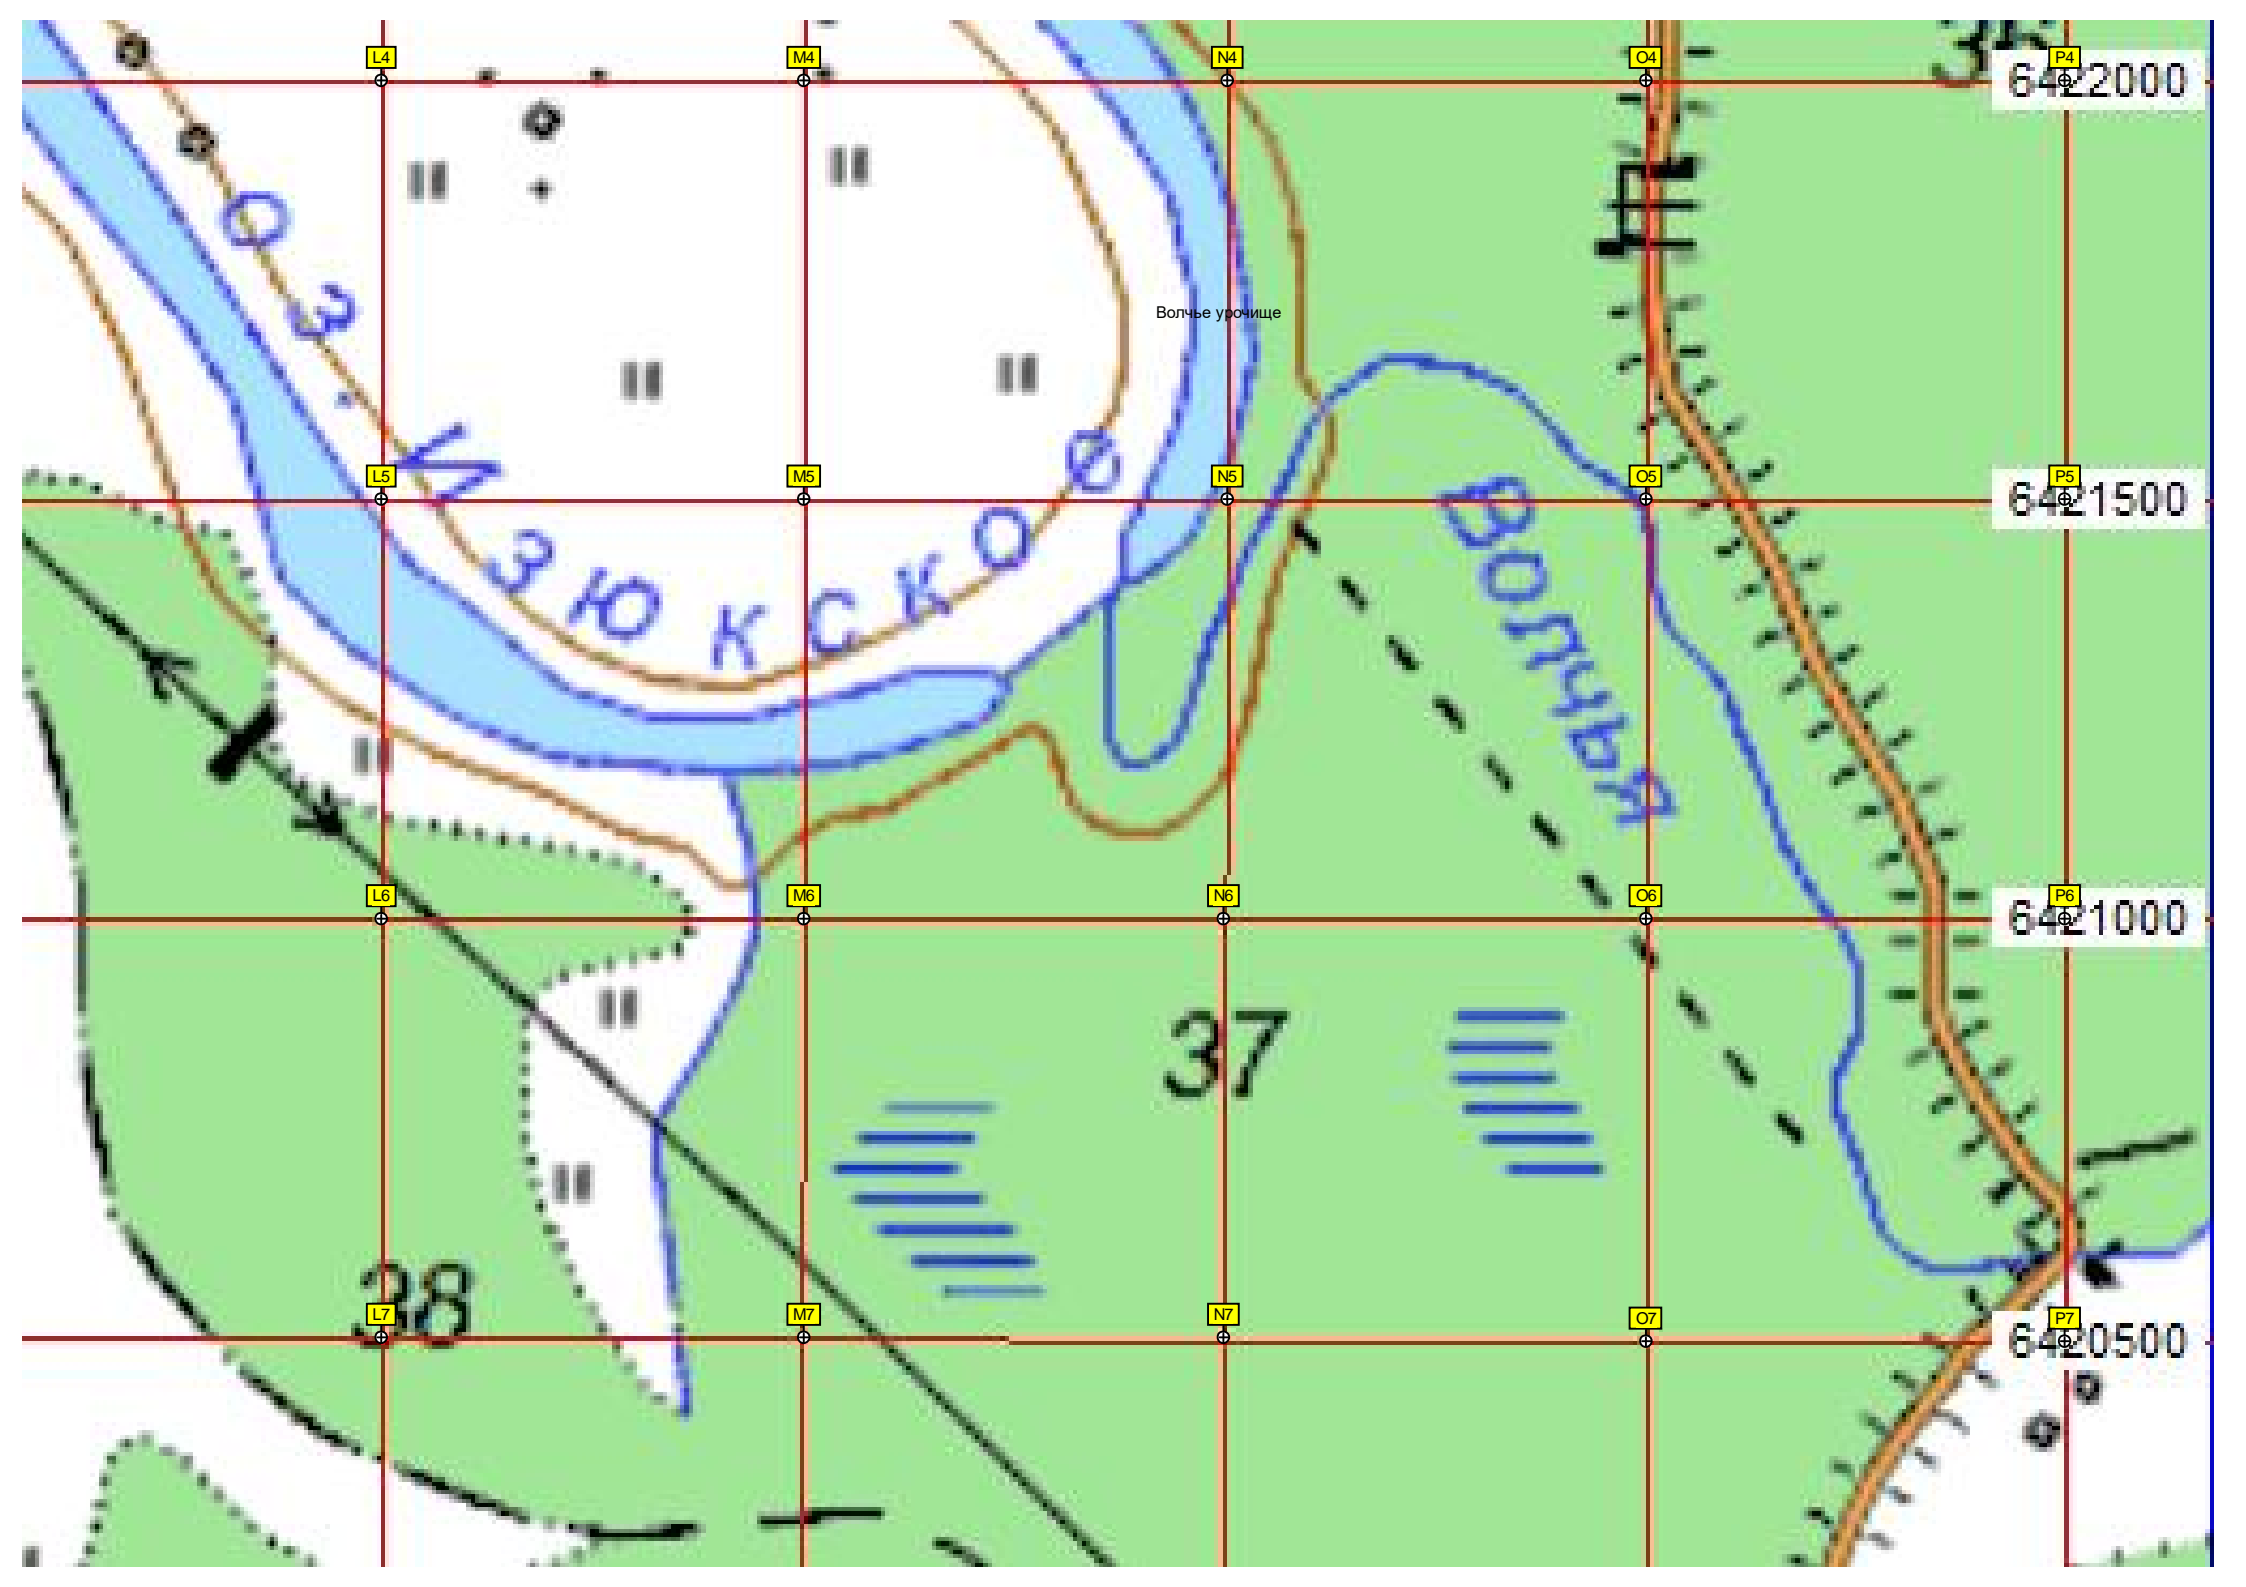 L4
M4
N4
O4
P4
6422000
Волчье урочище
оз. Изюкское
L5
M5
N5
O5
P5
6421500
Волчья
L6
M6
N6
O6
P6
6421000
37
38
L7
M7
N7
O7
P7
6420500